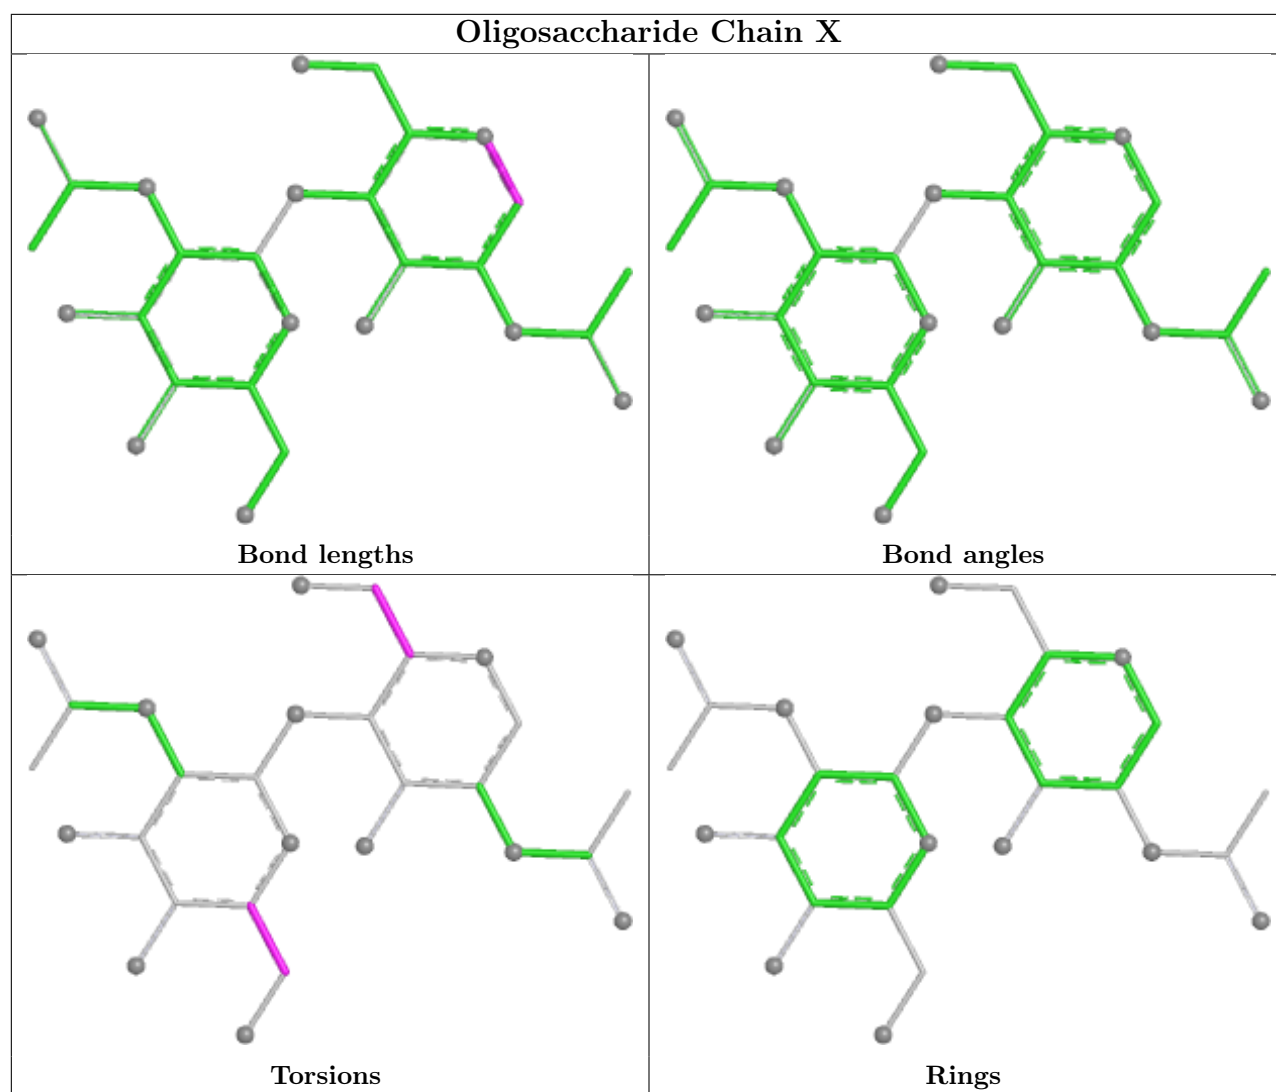 Oligosaccharide Chain X
Bond lengths
Bond angles
Torsions
Rings